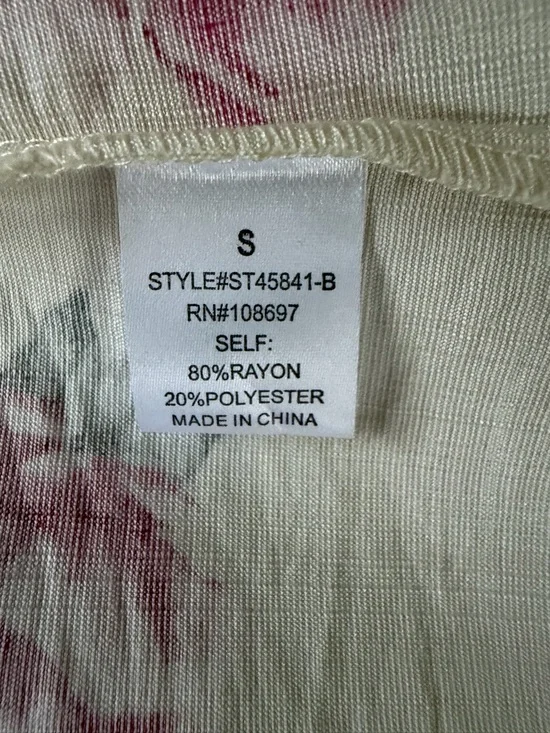 S
STYLE#ST45841-B
RN#108697
SELF:
80%RAYON
20%POLYESTER
MADE IN CHINA